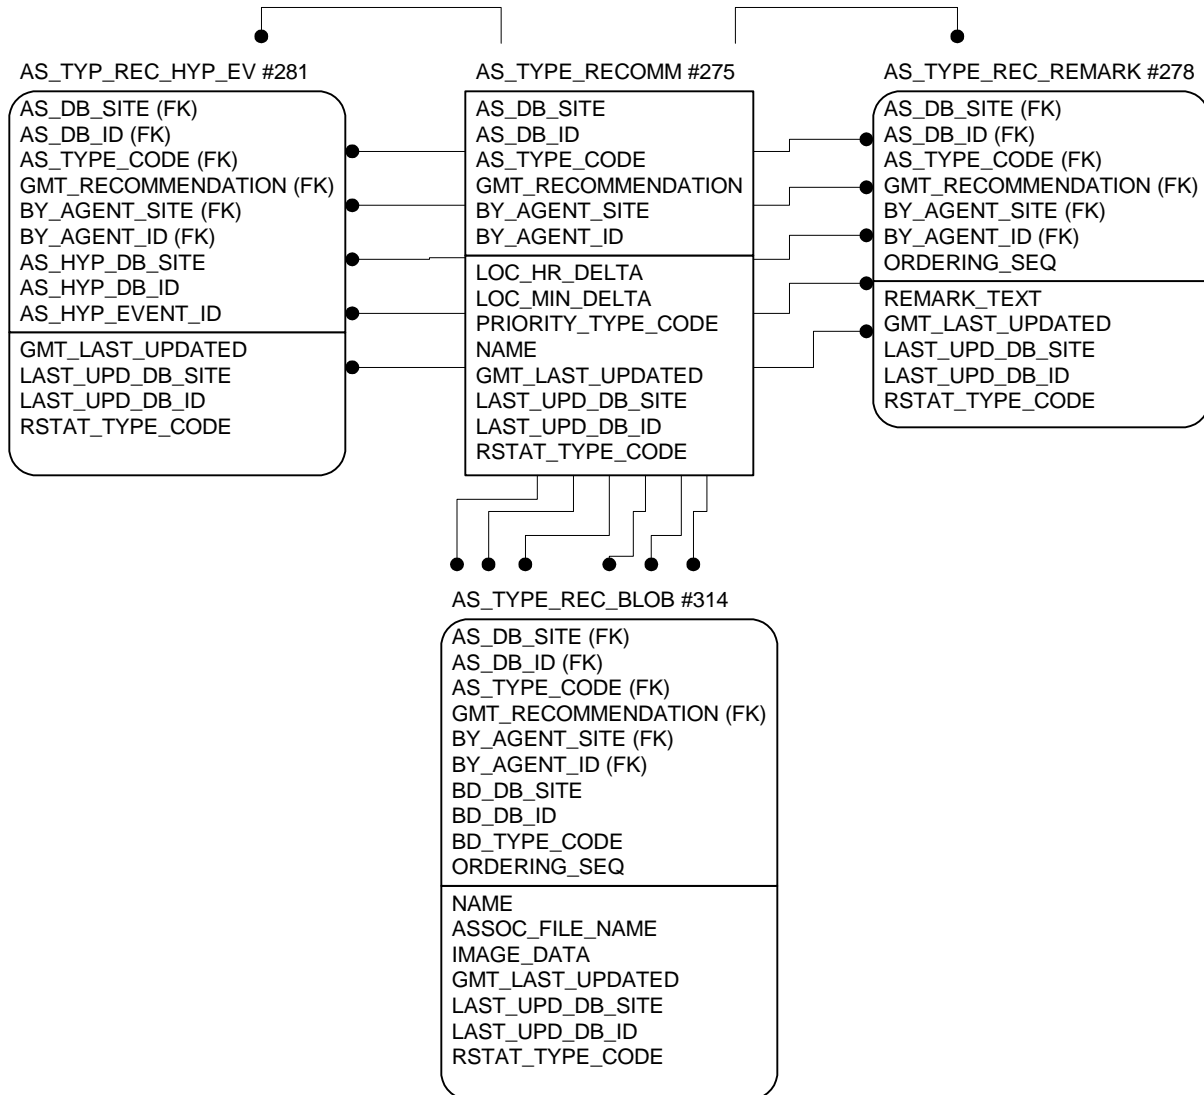 AS_TYP_REC_HYP_EV #281
AS_DB_SITE (FK)
AS_DB_ID (FK)
AS_TYPE_CODE (FK)
GMT_RECOMMENDATION (FK)
BY_AGENT_SITE (FK)
BY_AGENT_ID (FK)
AS_HYP_DB_SITE
AS_HYP_DB_ID
AS_HYP_EVENT_ID
GMT_LAST_UPDATED
LAST_UPD_DB_SITE
LAST_UPD_DB_ID
RSTAT_TYPE_CODE
AS_TYPE_RECOMM #275
AS_DB_SITE
AS_DB_ID
AS_TYPE_CODE
GMT_RECOMMENDATION
BY_AGENT_SITE
BY_AGENT_ID
LOC_HR_DELTA
LOC_MIN_DELTA
PRIORITY_TYPE_CODE
NAME
GMT_LAST_UPDATED
LAST_UPD_DB_SITE
LAST_UPD_DB_ID
RSTAT_TYPE_CODE
AS_TYPE_REC_REMARK #278
AS_DB_SITE (FK)
AS_DB_ID (FK)
AS_TYPE_CODE (FK)
GMT_RECOMMENDATION (FK)
BY_AGENT_SITE (FK)
BY_AGENT_ID (FK)
ORDERING_SEQ
REMARK_TEXT
GMT_LAST_UPDATED
LAST_UPD_DB_SITE
LAST_UPD_DB_ID
RSTAT_TYPE_CODE
AS_TYPE_REC_BLOB #314
AS_DB_SITE (FK)
AS_DB_ID (FK)
AS_TYPE_CODE (FK)
GMT_RECOMMENDATION (FK)
BY_AGENT_SITE (FK)
BY_AGENT_ID (FK)
BD_DB_SITE
BD_DB_ID
BD_TYPE_CODE
ORDERING_SEQ
NAME
ASSOC_FILE_NAME
IMAGE_DATA
GMT_LAST_UPDATED
LAST_UPD_DB_SITE
LAST_UPD_DB_ID
RSTAT_TYPE_CODE